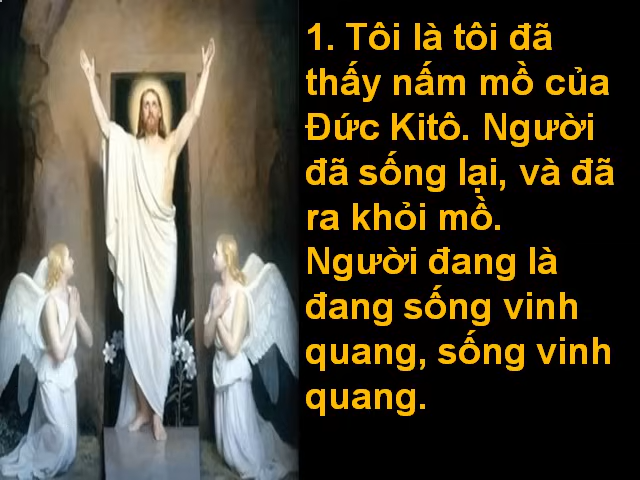 1. Tôi là tôi đã
thấy nấm mồ của
Đức Kitô. Người
đã sống lại, và đã
ra khỏi mồ.
Người đang là
đang sống vinh
quang, sống vinh
quang.